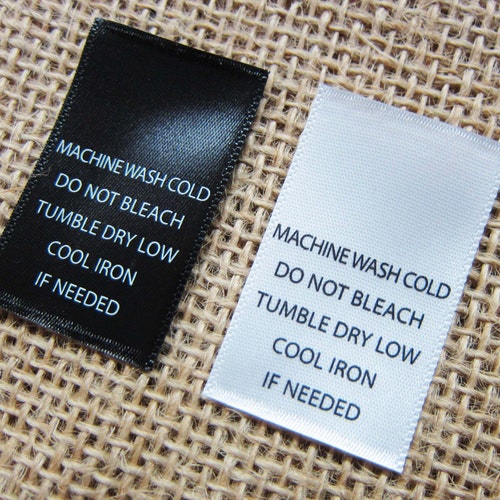 MACHINE WASH COLD
DO NOT BLEACH
TUMBLE DRY LOW
COOL IRON
IF NEEDED
MACHINE WASH COLD
DO NOT BLEACH
TUMBLE DRY LOW
COOL IRON
IF NEEDED